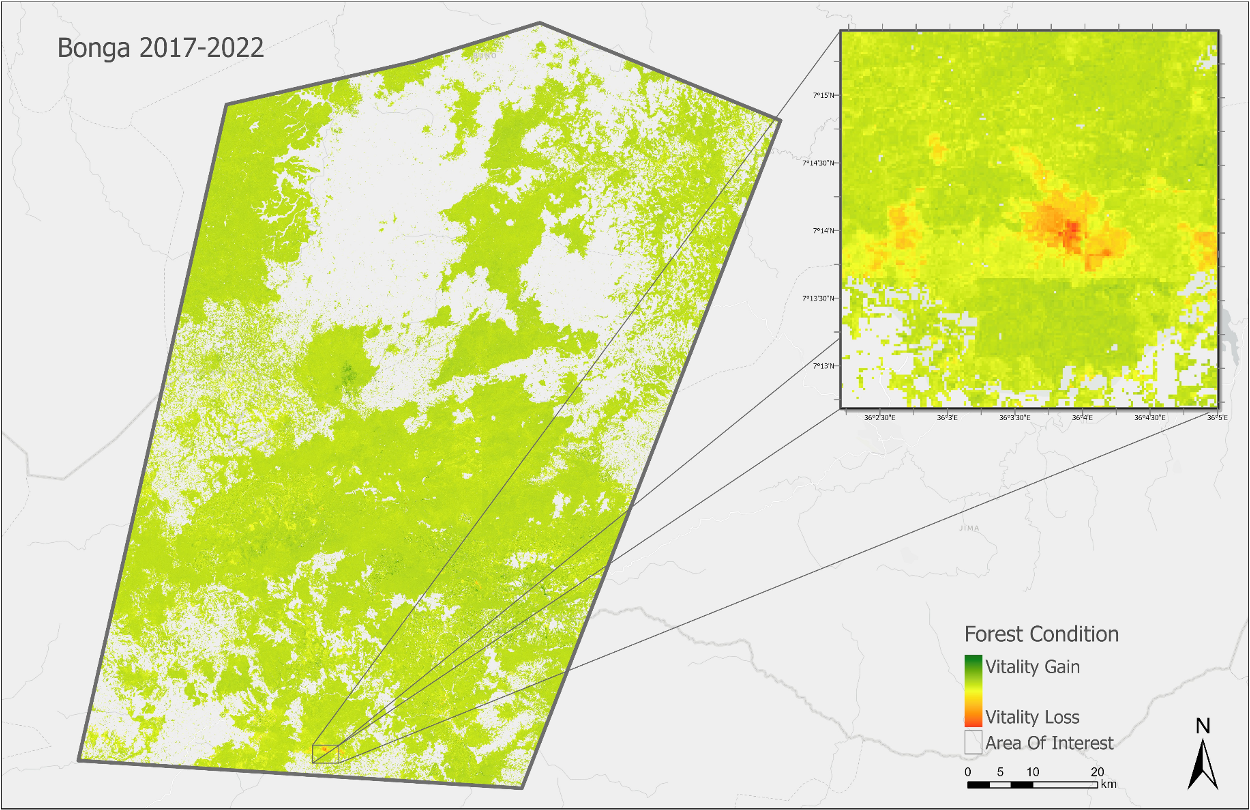 Bonga 2017-2022
7°15'N
7°14'30"N
7°14'N
7°13'30"N
7°13'N
36°2'30"E 36°3'E 36°3'30"E 36°4'E 36°4'30"E 36°5'E
JIMA
Forest Condition
Vitality Gain
Vitality Loss
Area Of Interest
N
0 5 10 20
km